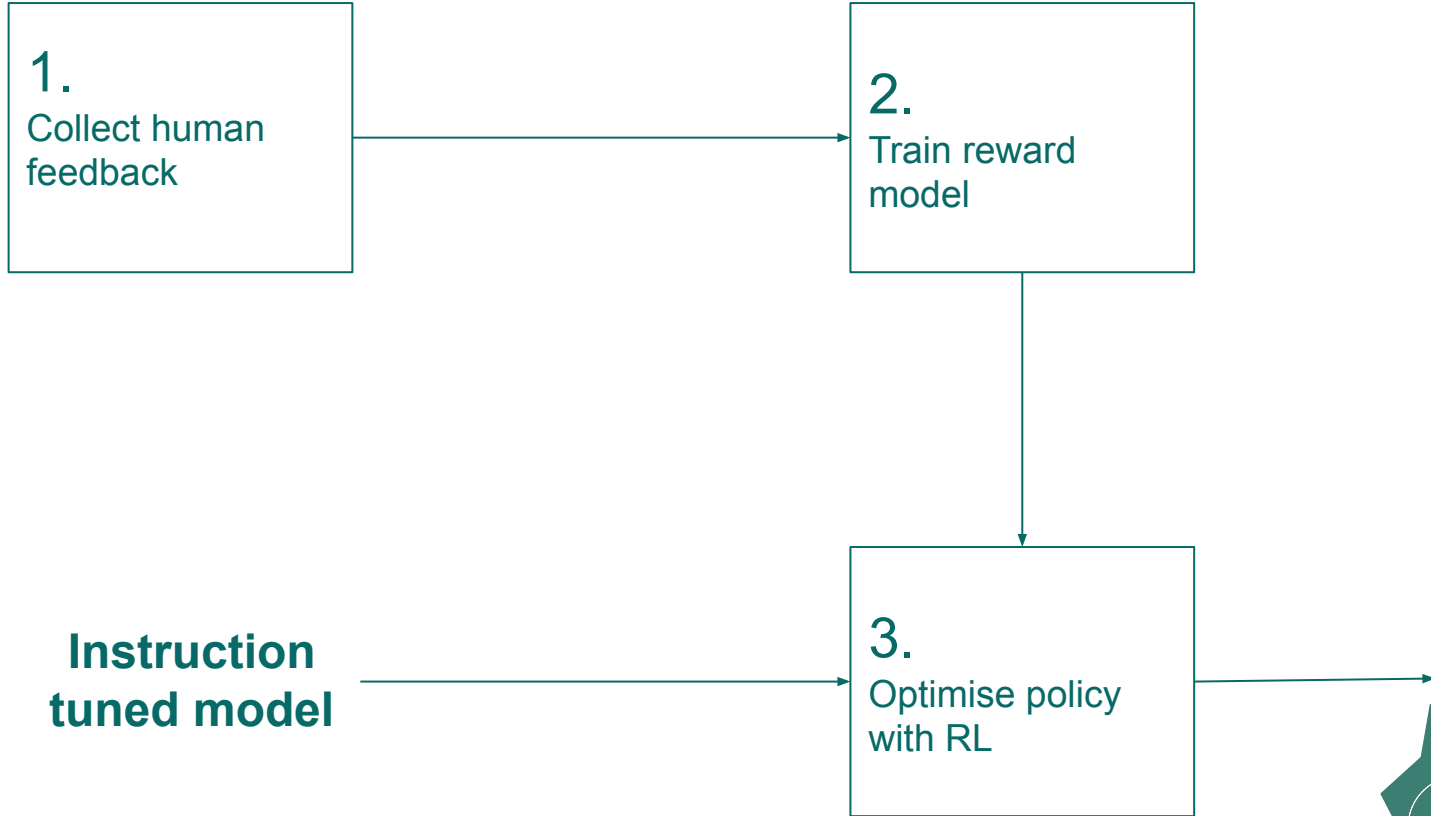 1.
Collect human
feedback
2.
Train reward
model
Instruction
tuned model
3.
Optimise policy
with RL